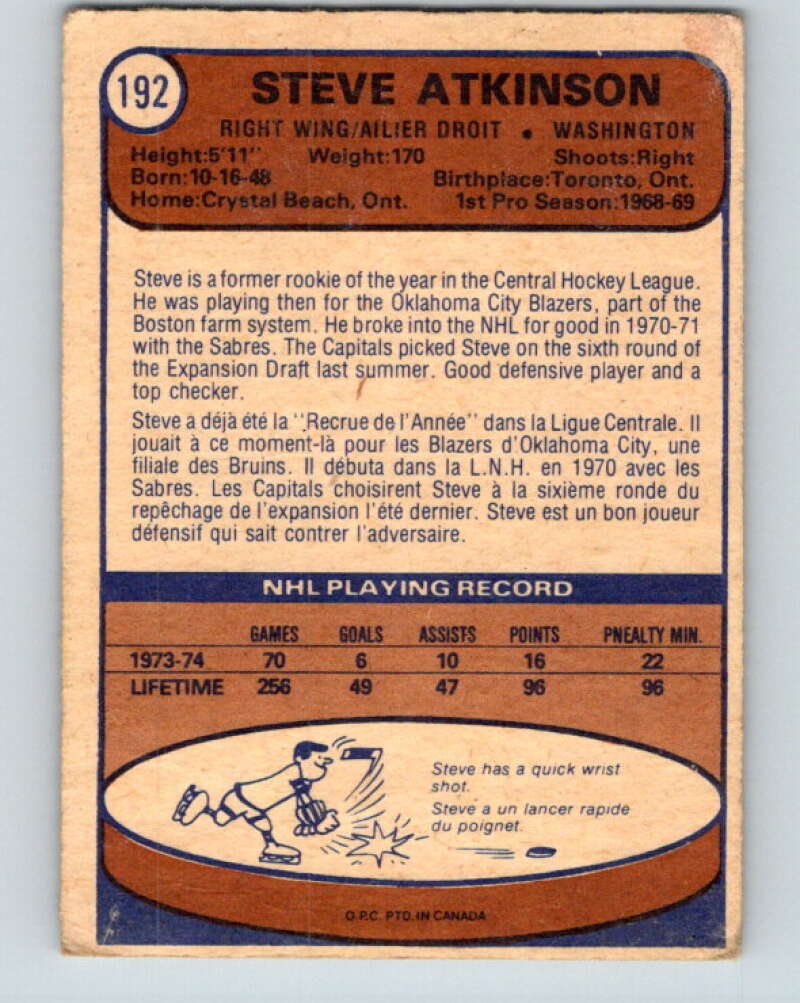 192
STEVE ATKINSON
RIGHT WING/AILIER DROIT • WASHINGTON
Height:5'11" Weight:170 Shoots:Right
Born:10-16-48 Birthplace:Toronto, Ont.
Home:Crystal Beach, Ont. 1st Pro Season:1968-69
Steve is a former rookie of the year in the Central Hockey League.
He was playing then for the Oklahoma City Blazers, part of the
Boston farm system. He broke into the NHL for good in 1970-71
with the Sabres. The Capitals picked Steve on the sixth round of
the Expansion Draft last summer. Good defensive player and a
top checker.
Steve a déjà été la "Recrue de l'Année" dans la Ligue Centrale. Il
jouait à ce moment-là pour les Blazers d'Oklahoma City, une
filiale des Bruins. Il débuta dans la L.N.H. en 1970 avec les
Sabres. Les Capitals choisirent Steve à la sixième ronde du
repêchage de l'expansion l'été dernier. Steve est un bon joueur
défensif qui sait contrer l'adversaire.
NHL PLAYING RECORD
GAMES GOALS ASSISTS POINTS PNEALTY MIN.
1973-74 70 6 10 16 22
LIFETIME 256 49 47 96 96
Steve has a quick wrist
shot.
Steve a un lancer rapide
du poignet.
O.P.C. PTD. IN CANADA